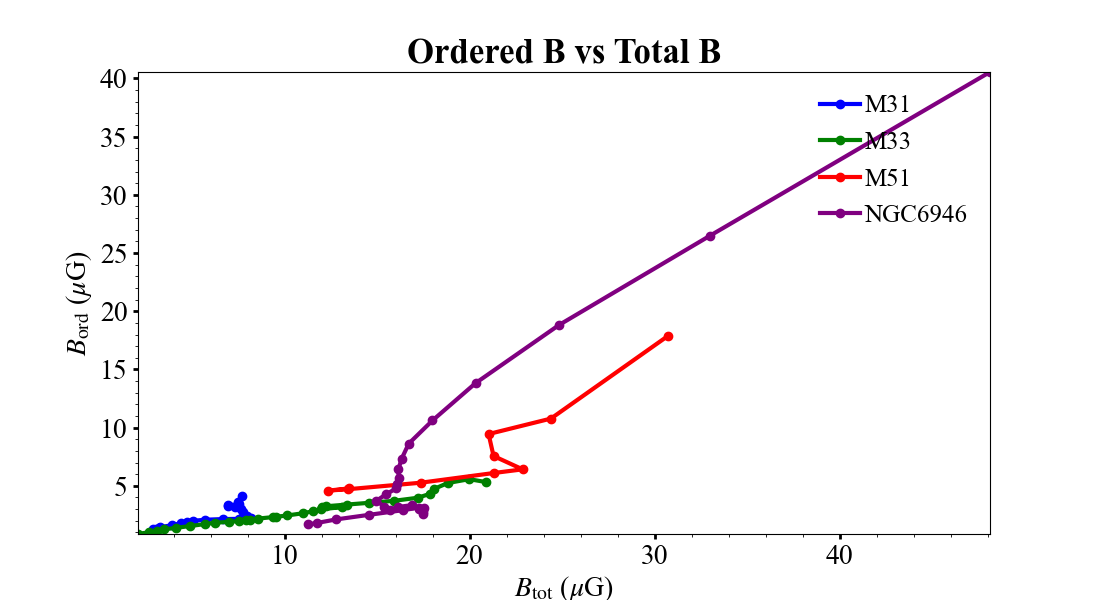 Ordered B vs Total B
40
35
30
25
20
15
10
5
B_ord (μG)
M31
M33
M51
NGC6946
10 20 30 40
B_tot (μG)